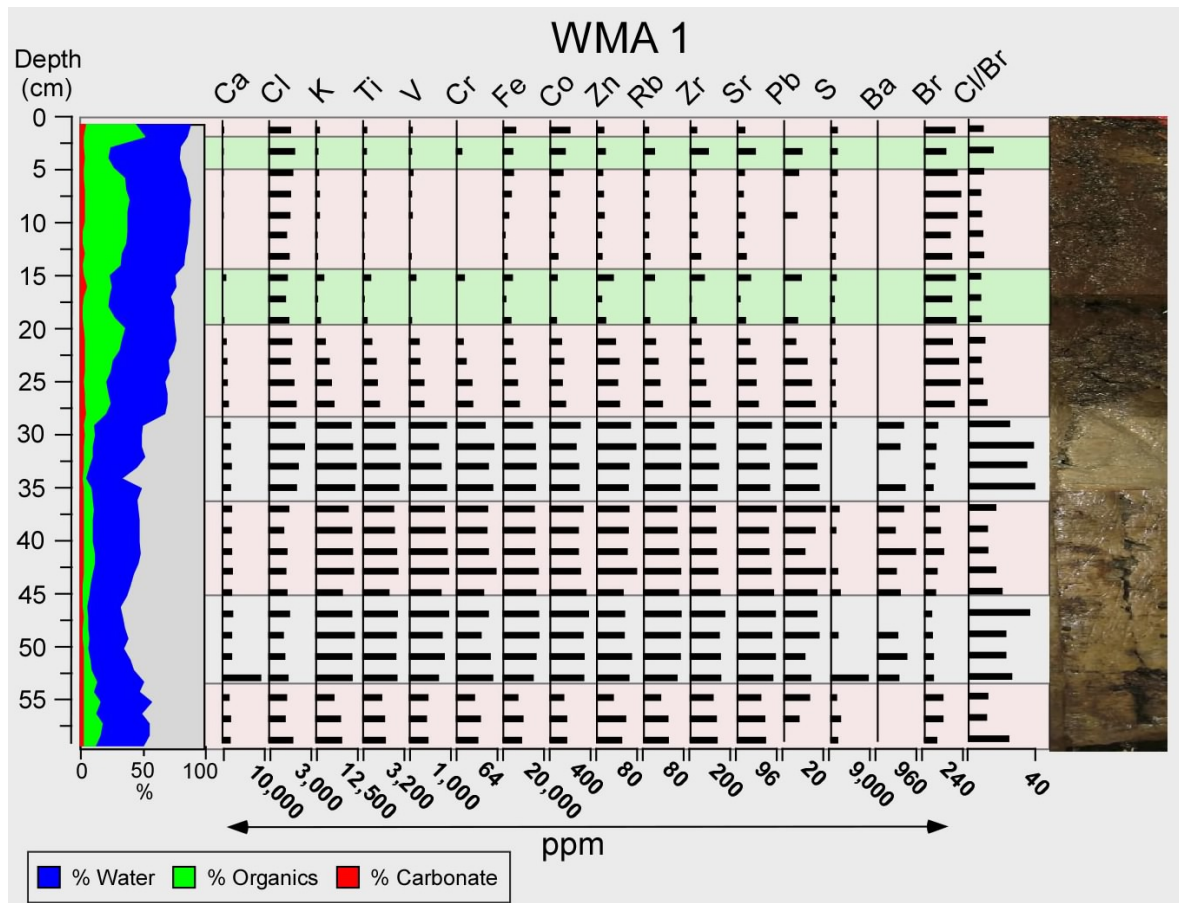 WMA 1
Depth
(cm)
Ca Cl K Ti V Cr Fe Co Zn Rb Zr Sr Pb S Ba Br Cl/Br
0
5
10
15
20
25
30
35
40
45
50
55
0 50 100
%
10,000 3,000 12,500 3,200 1,000 64 20,000 400 80 80 200 96 20 9,000 960 240 40
ppm
% Water % Organics % Carbonate